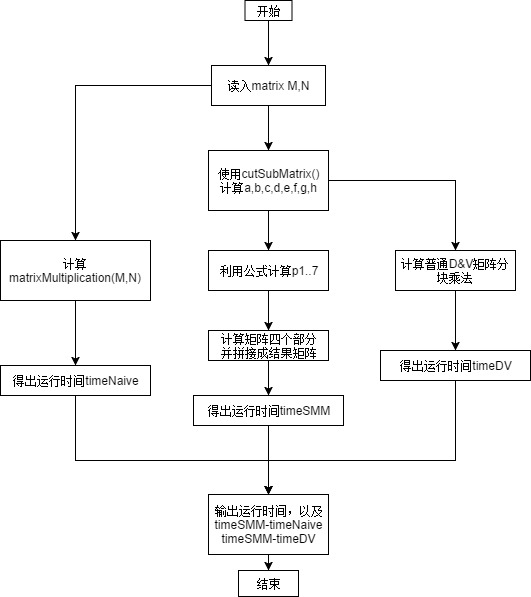 开始
读入matrix M,N
使用cutSubMatrix()
计算a,b,c,d,e,f,g,h
计算
matrixMultiplication(M,N)
利用公式计算p1..7
计算普通D&V矩阵分
块乘法
计算矩阵四个部分
并拼接成结果矩阵
得出运行时间timeNaive
得出运行时间timeDV
得出运行时间timeSMM
输出运行时间，以及
timeSMM-timeNaive
timeSMM-timeDV
结束